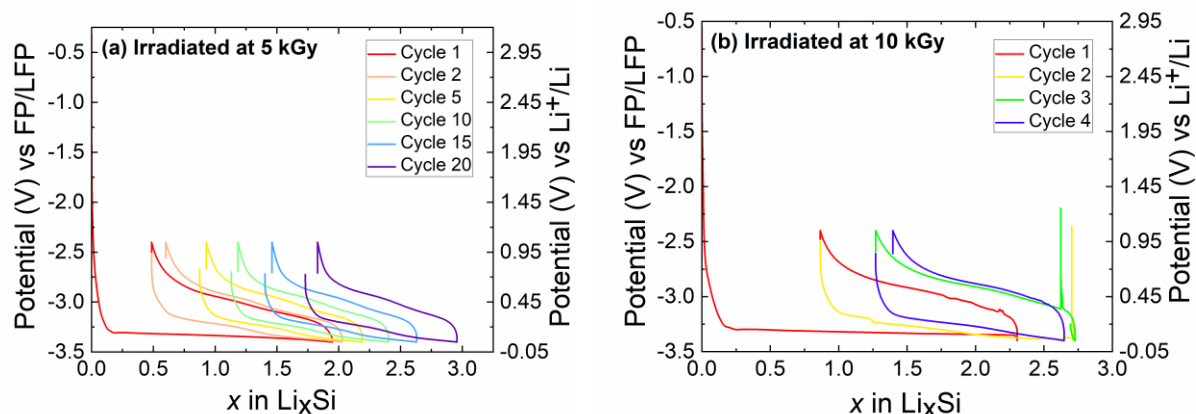 (a) Irradiated at 5 kGy
Cycle 1
Cycle 2
Cycle 5
Cycle 10
Cycle 15
Cycle 20
Potential (V) vs FP/LFP
-0.5
-1.0
-1.5
-2.0
-2.5
-3.0
-3.5
0.0 0.5 1.0 1.5 2.0 2.5 3.0
x in LiXSi
2.95
2.45
1.95
1.45
0.95
0.45
-0.05
Potential (V) vs Li+/Li
(b) Irradiated at 10 kGy
Cycle 1
Cycle 2
Cycle 3
Cycle 4
Potential (V) vs FP/LFP
-0.5
-1.0
-1.5
-2.0
-2.5
-3.0
-3.5
0.0 0.5 1.0 1.5 2.0 2.5 3.0
x in LiXSi
2.95
2.45
1.95
1.45
0.95
0.45
-0.05
Potential (V) vs Li+/Li